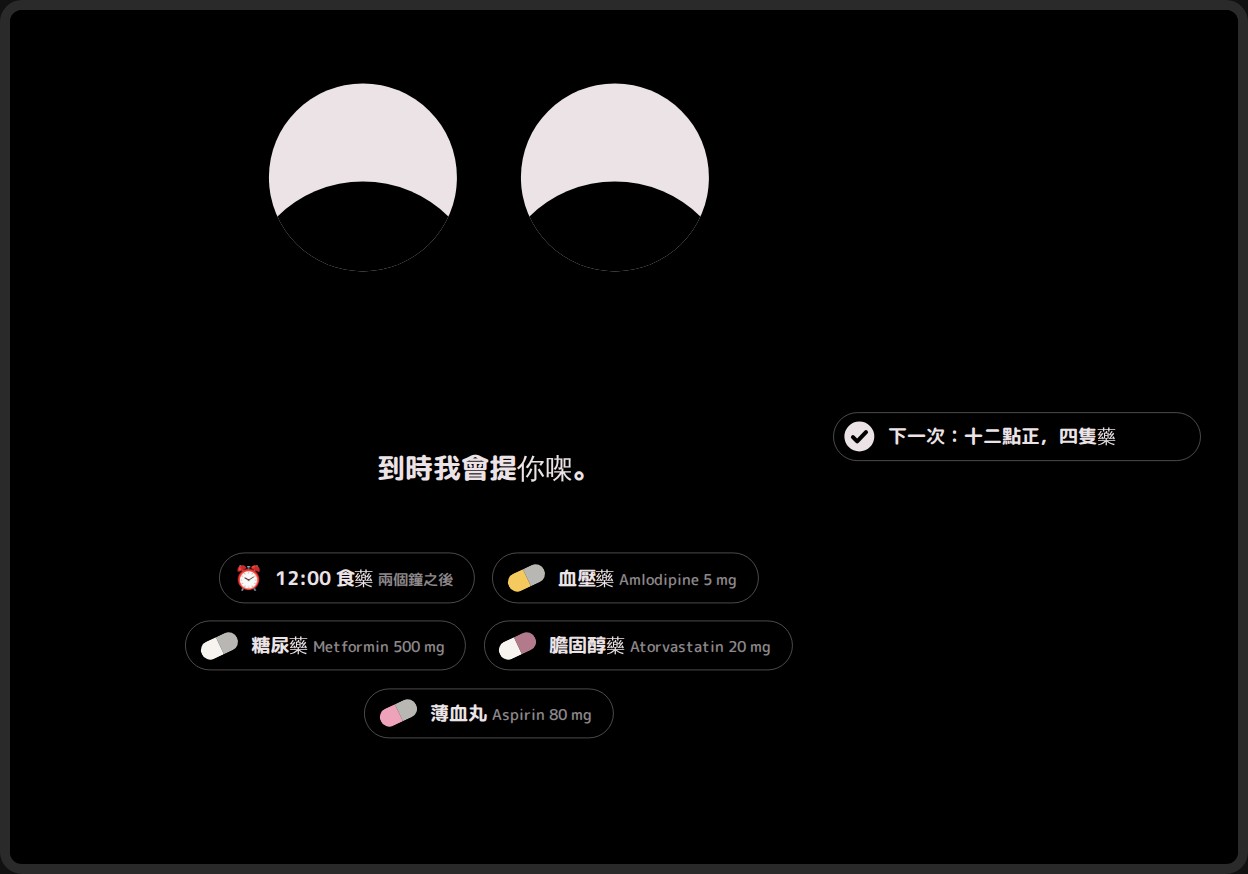 到時我會提你㗎。
下一次：十二點正，四隻藥
12:00 食藥 兩個鐘之後
血壓藥 Amlodipine 5 mg
糖尿藥 Metformin 500 mg
膽固醇藥 Atorvastatin 20 mg
薄血丸 Aspirin 80 mg